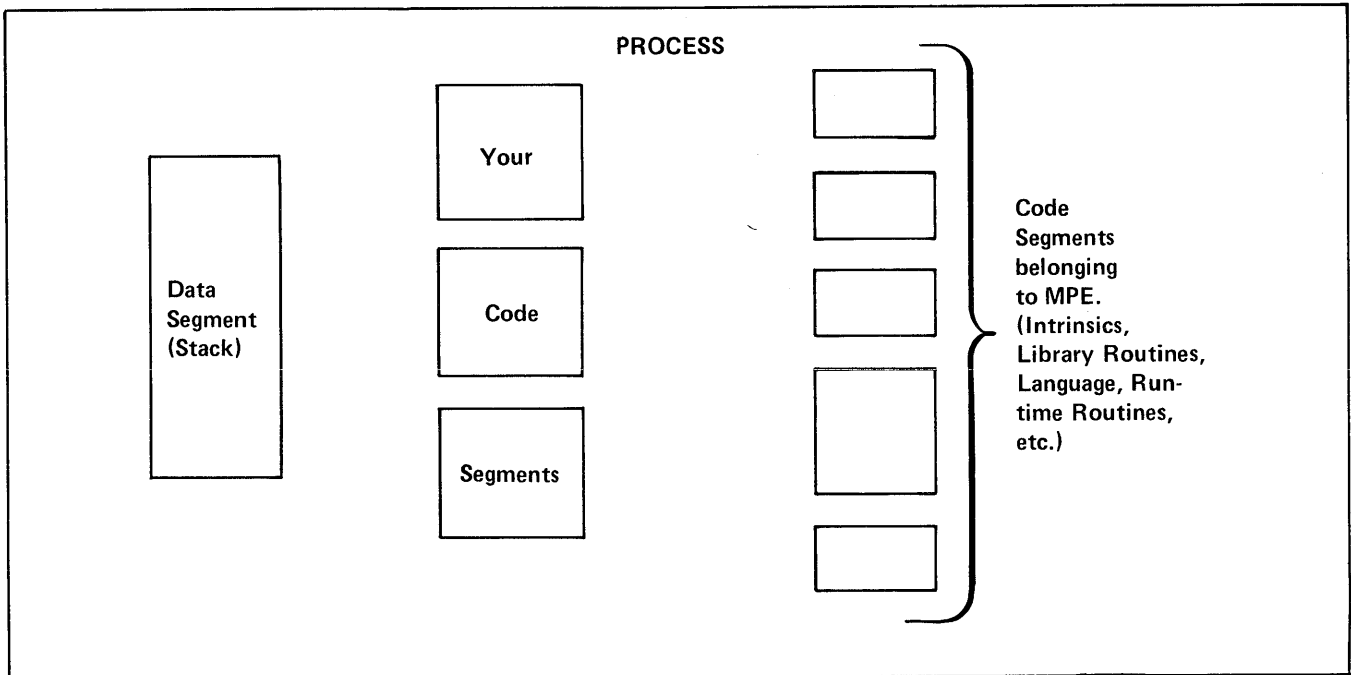 PROCESS
Data
Segment
(Stack)
Your
Code
Segments
Code
Segments
belonging
to MPE.
(Intrinsics,
Library Routines,
Language, Run-
time Routines,
etc.)